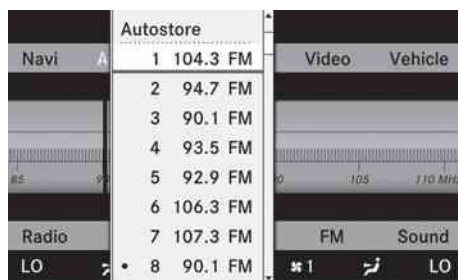 Autostore
Navi A Video Vehicle
1 104.3 FM
2 94.7 FM
3 90.1 FM
4 93.5 FM
5 92.9 FM
85 105 110 MHz
6 106.3 FM
Radio 7 107.3 FM FM Sound
LO • 8 90.1 FM 1 LO